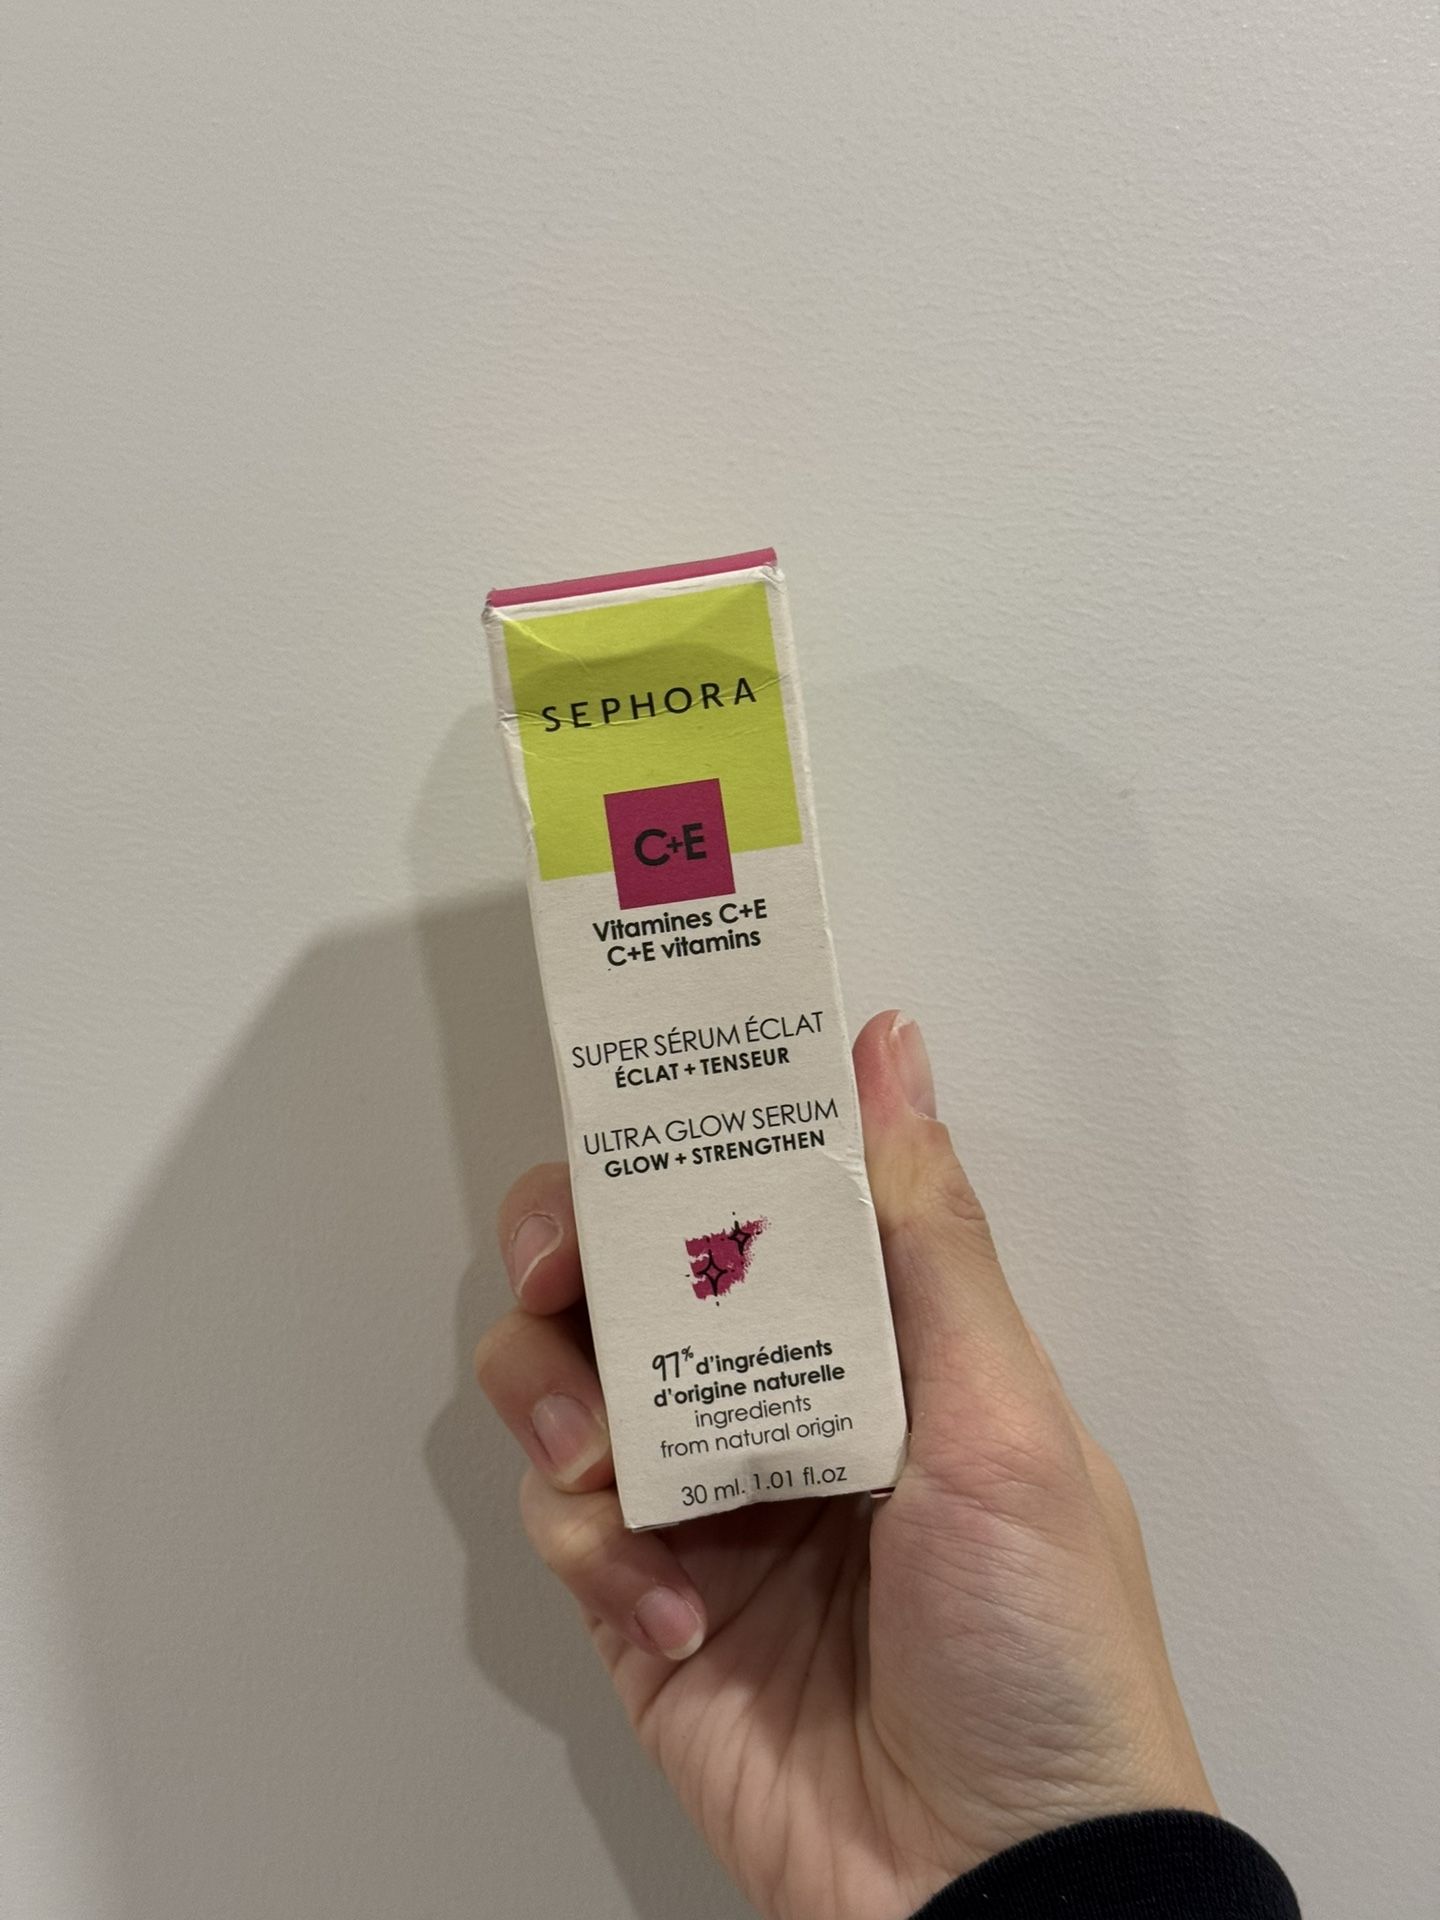 SEPHORA
C+E
Vitamines C+E
C+E vitamins
SUPER SÉRUM ÉCLAT
ÉCLAT + TENSEUR
ULTRA GLOW SERUM
GLOW + STRENGTHEN
97% d'ingrédients
d'origine naturelle
ingredients
from natural origin
30 ml. 1.01 fl.oz